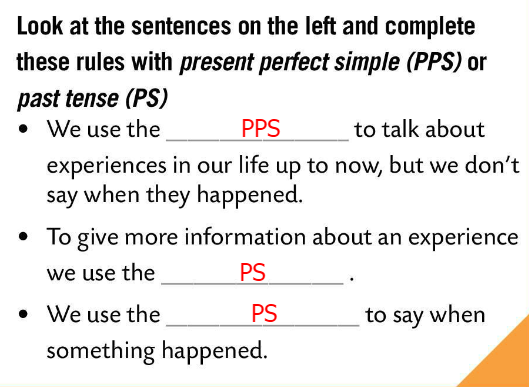 Look at the sentences on the left and complete
these rules with present perfect simple (PPS) or
past tense (PS)
• We use the ______PPS______ to talk about
experiences in our life up to now, but we don't
say when they happened.
• To give more information about an experience
we use the ______PS______ .
• We use the ______PS______ to say when
something happened.